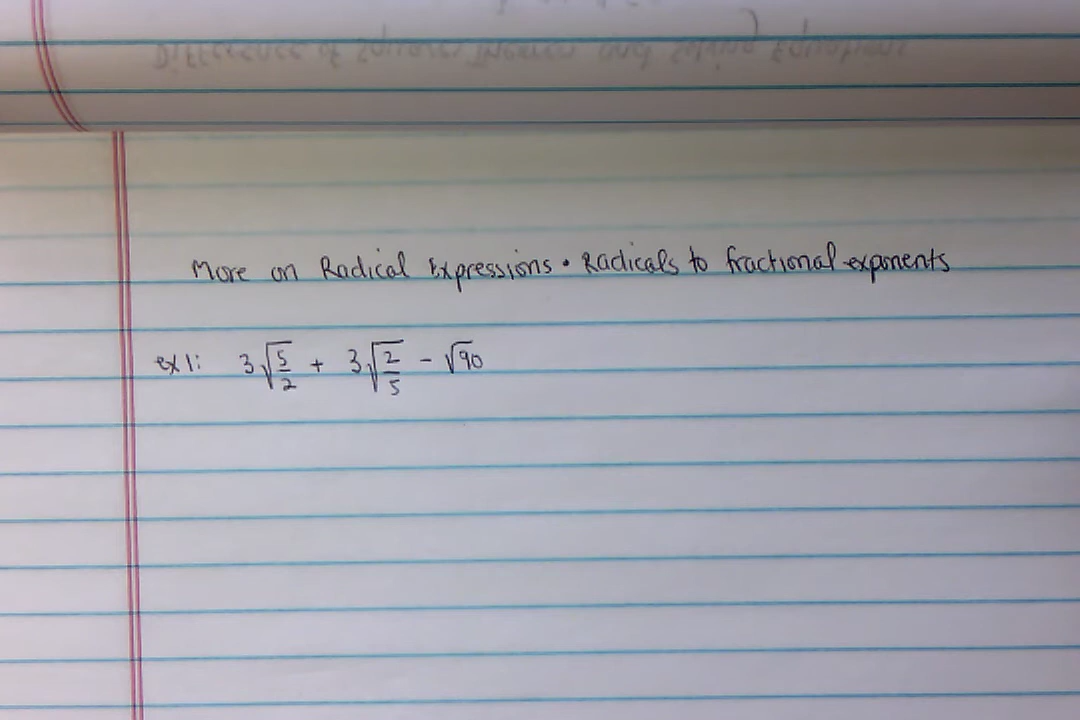 More on Radical Expressions • Radicals to fractional exponents
ex 1: 3√(5/2) + 3√(2/5) - √90